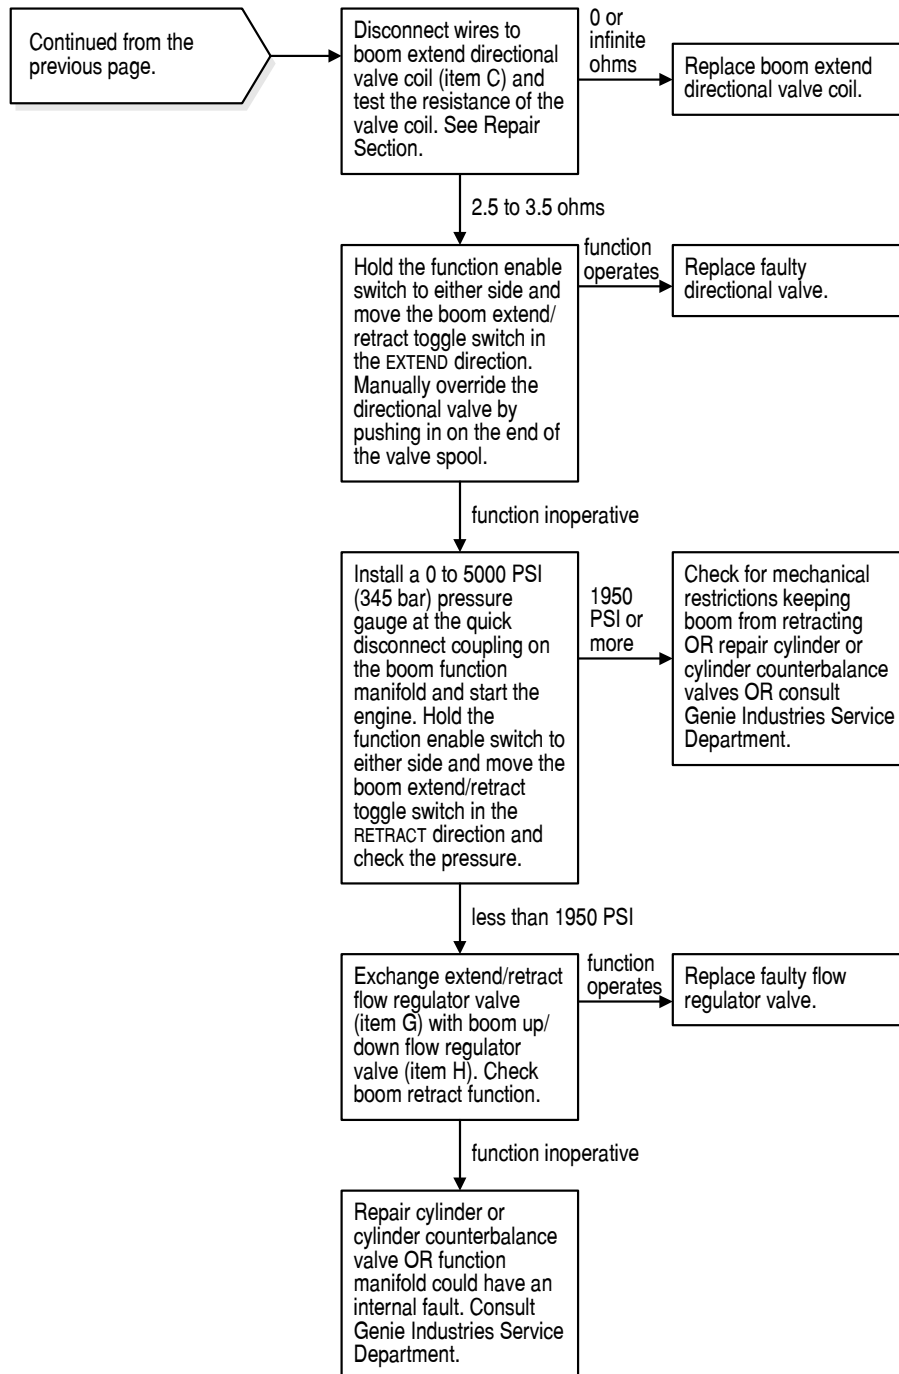 Continued from the
previous page.
Disconnect wires to
boom extend directional
valve coil (item C) and
test the resistance of the
valve coil. See Repair
Section.
0 or
infinite
ohms
Replace boom extend
directional valve coil.
2.5 to 3.5 ohms
Hold the function enable
switch to either side and
move the boom extend/
retract toggle switch in
the EXTEND direction.
Manually override the
directional valve by
pushing in on the end of
the valve spool.
function
operates
Replace faulty
directional valve.
function inoperative
Install a 0 to 5000 PSI
(345 bar) pressure
gauge at the quick
disconnect coupling on
the boom function
manifold and start the
engine. Hold the
function enable switch to
either side and move the
boom extend/retract
toggle switch in the
RETRACT direction and
check the pressure.
1950
PSI or
more
Check for mechanical
restrictions keeping
boom from retracting
OR repair cylinder or
cylinder counterbalance
valves OR consult
Genie Industries Service
Department.
less than 1950 PSI
Exchange extend/retract
flow regulator valve
(item G) with boom up/
down flow regulator
valve (item H). Check
boom retract function.
function
operates
Replace faulty flow
regulator valve.
function inoperative
Repair cylinder or
cylinder counterbalance
valve OR function
manifold could have an
internal fault. Consult
Genie Industries Service
Department.